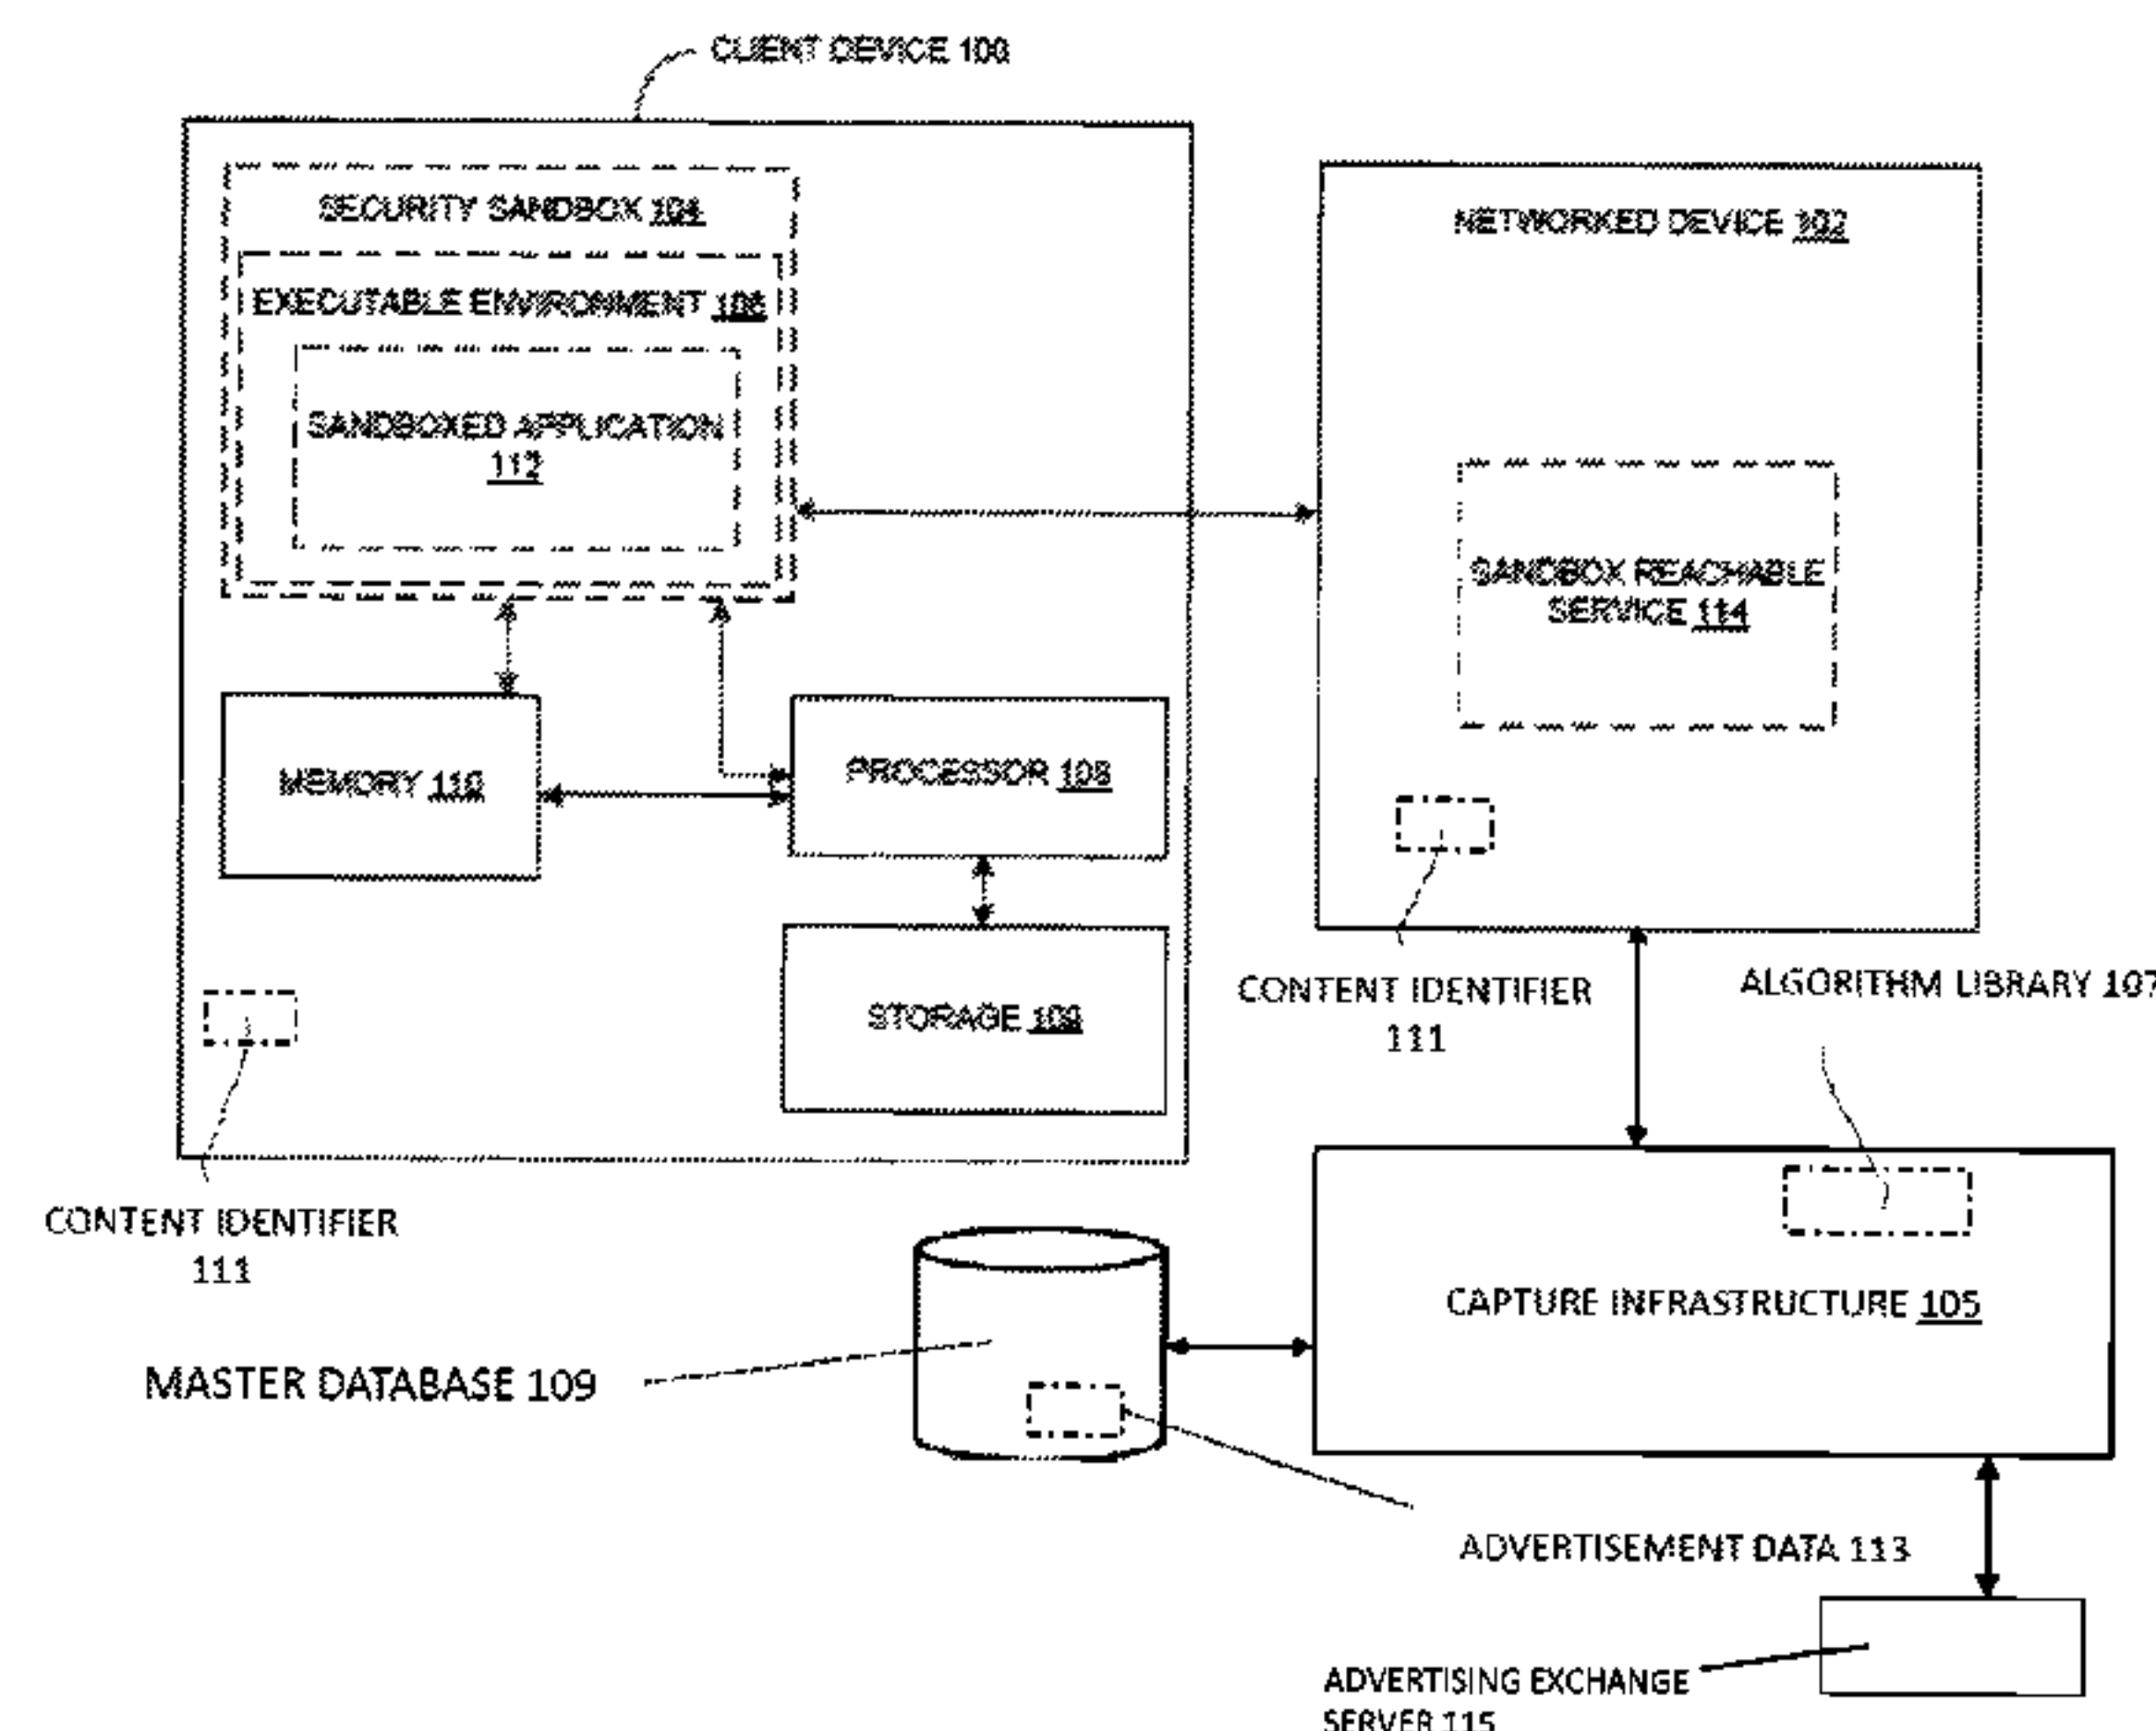 CLIENT DEVICE 100
SECURITY SANDBOX 104
EXECUTABLE ENVIRONMENT 106
SANDBOXED APPLICATION
112
MEMORY 110
PROCESSOR 108
STORAGE 109
CONTENT IDENTIFIER
111
NETWORKED DEVICE 102
SANDBOX REACHABLE
SERVICE 114
CONTENT IDENTIFIER
111
ALGORITHM LIBRARY 107
CAPTURE INFRASTRUCTURE 105
MASTER DATABASE 109
ADVERTISEMENT DATA 113
ADVERTISING EXCHANGE
SERVER 115